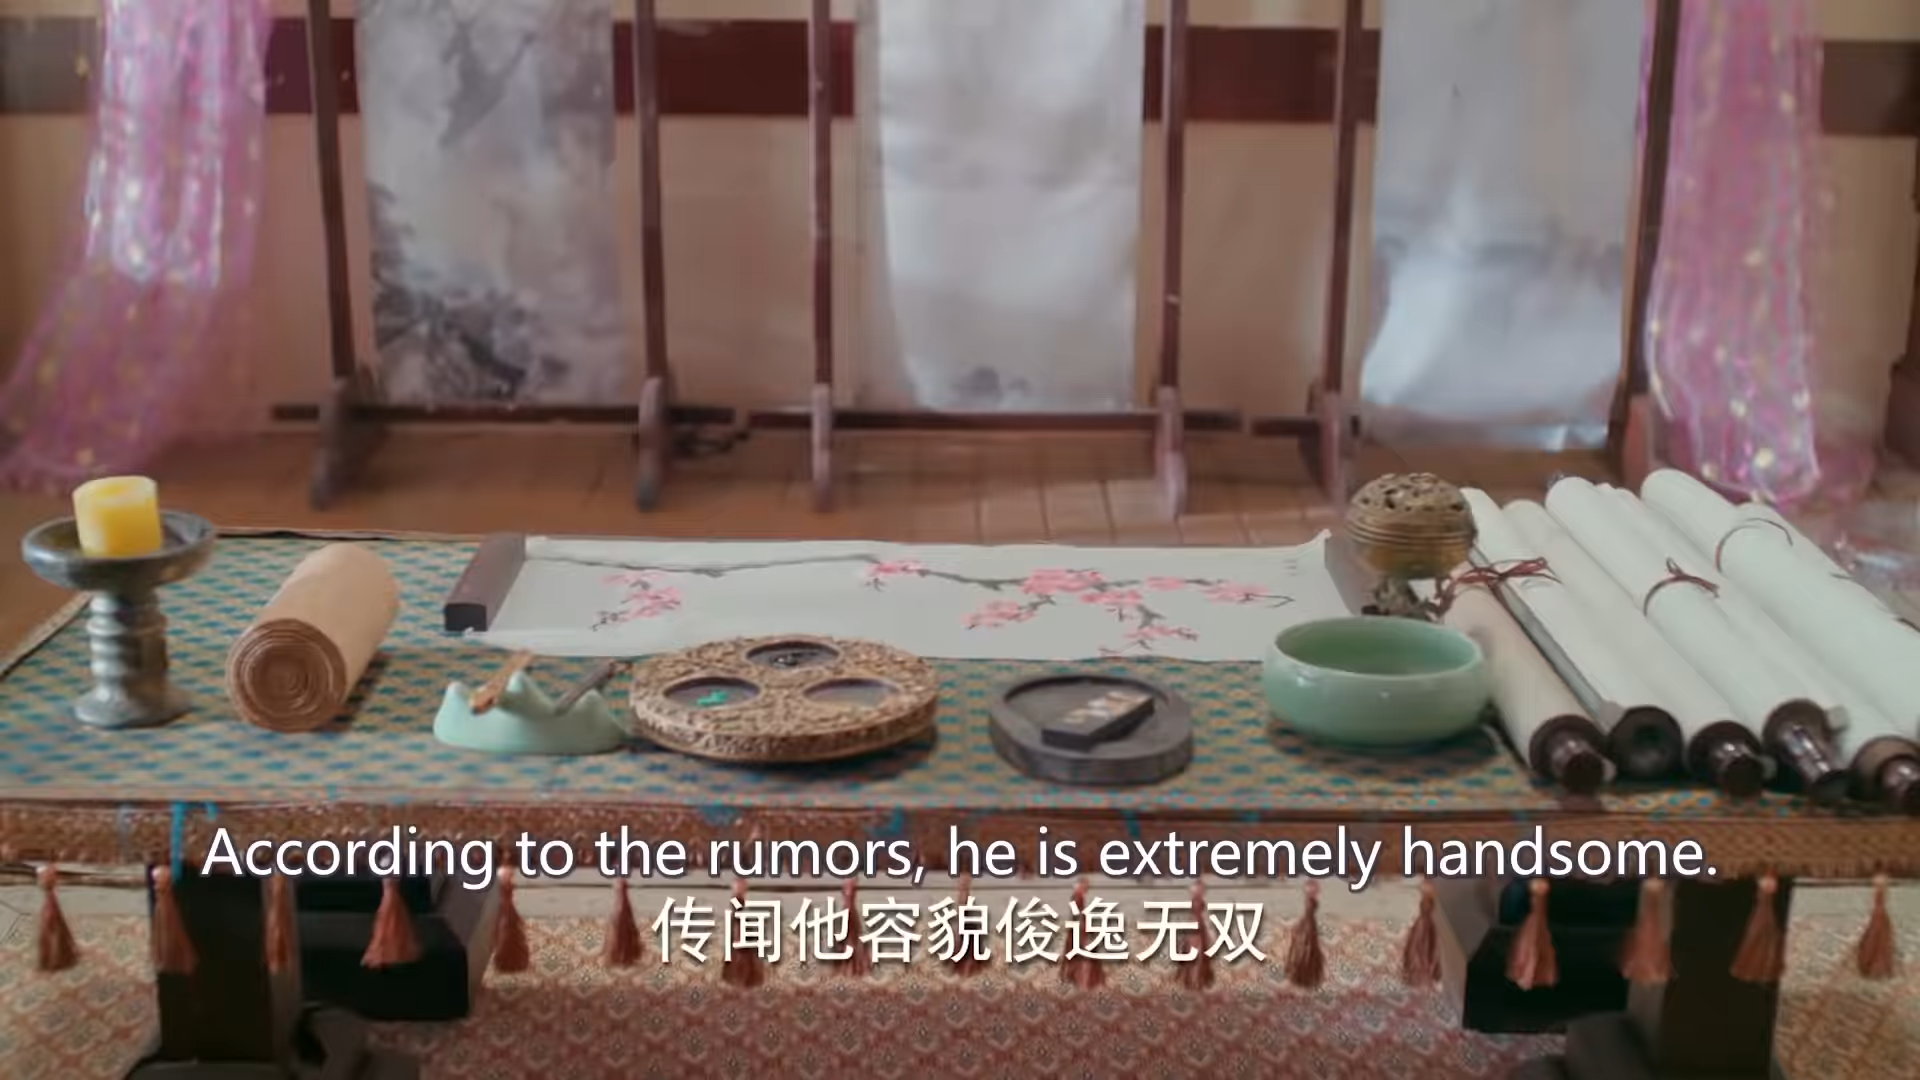 According to the rumors, he is extremely handsome.
传闻他容貌俊逸无双